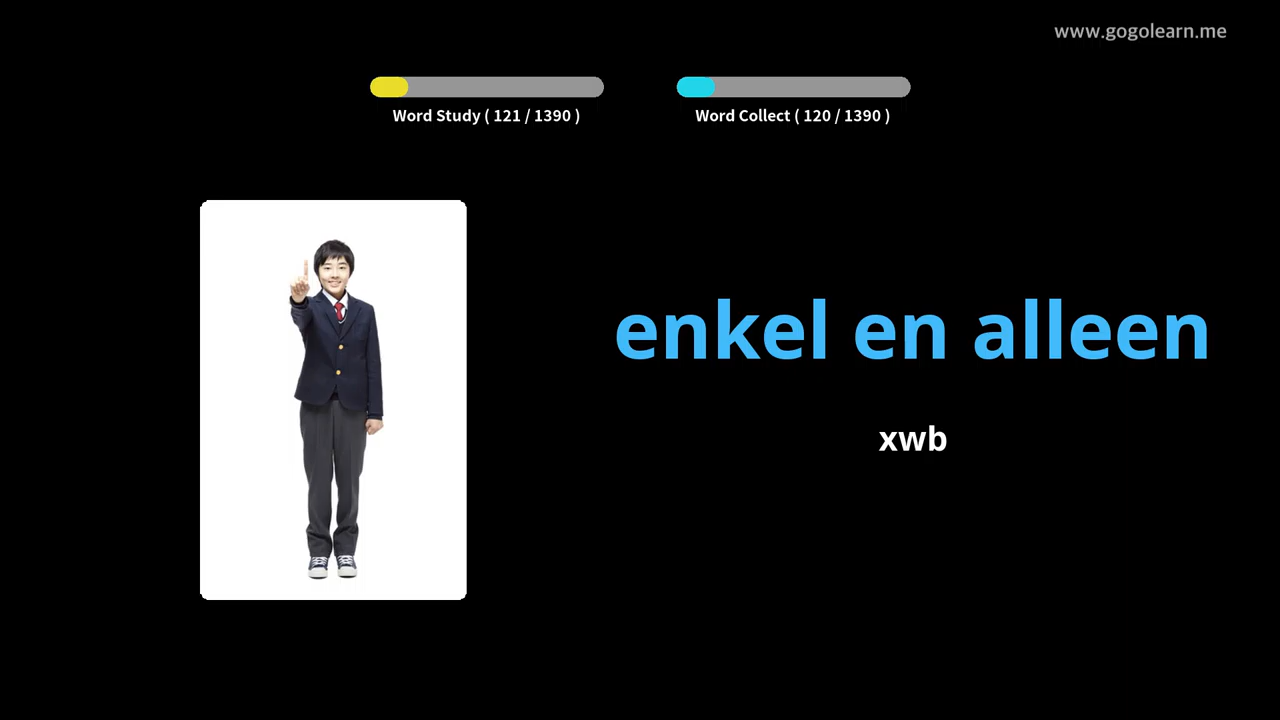 www.gogolearn.me
Word Study ( 121 / 1390 )
Word Collect ( 120 / 1390 )
enkel en alleen
xwb